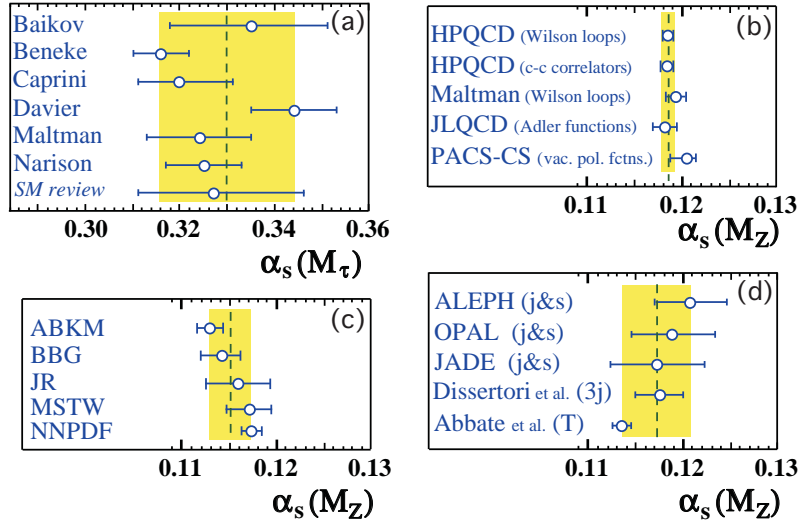 (a)
Baikov
Beneke
Caprini
Davier
Maltman
Narison
SM review
0.30 0.32 0.34 0.36
αs (Mτ)
(b)
HPQCD (Wilson loops)
HPQCD (c-c correlators)
Maltman (Wilson loops)
JLQCD (Adler functions)
PACS-CS (vac. pol. fctns.)
0.11 0.12 0.13
αs (MZ)
(c)
ABKM
BBG
JR
MSTW
NNPDF
0.11 0.12 0.13
αs (MZ)
(d)
ALEPH (j&s)
OPAL (j&s)
JADE (j&s)
Dissertori et al. (3j)
Abbate et al. (T)
0.11 0.12 0.13
αs (MZ)